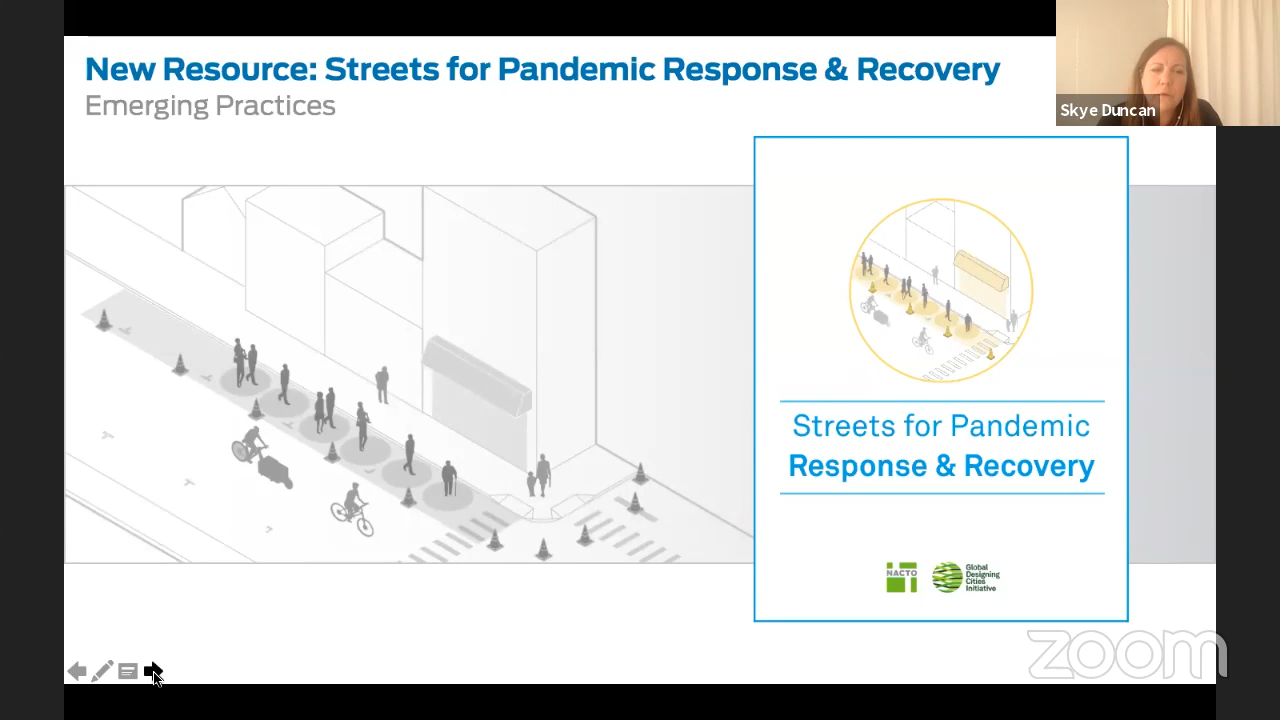 New Resource: Streets for Pandemic Response & Recovery
Emerging Practices
Skye Duncan
Streets for Pandemic
Response & Recovery
NACTO
Global
Designing
Cities
Initiative
zoom